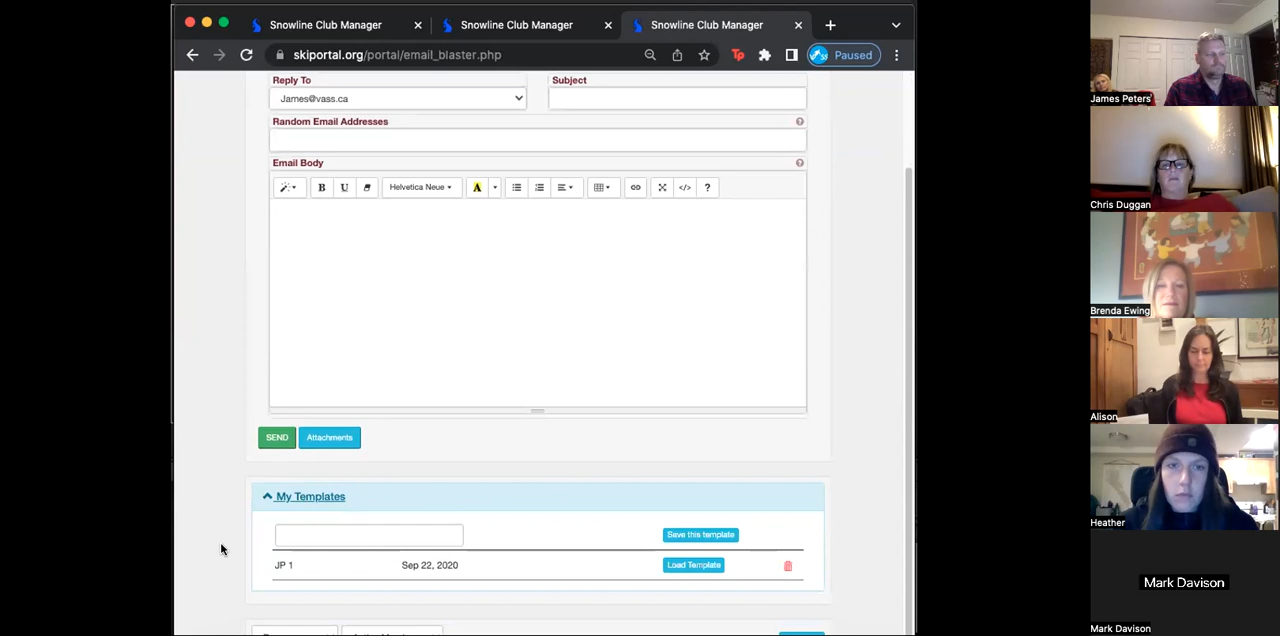 Snowline Club Manager
Snowline Club Manager
Snowline Club Manager
skiportal.org/portal/email_blaster.php
Tp
Paused
Reply To
Subject
James@vass.ca
Random Email Addresses
?
Email Body
?
B U Helvetica Neue A </> ?
SEND Attachments
My Templates
Save this template
JP 1 Sep 22, 2020 Load Template
James Peters
Chris Duggan
Brenda Ewing
Alison
Heather
Mark Davison
Mark Davison